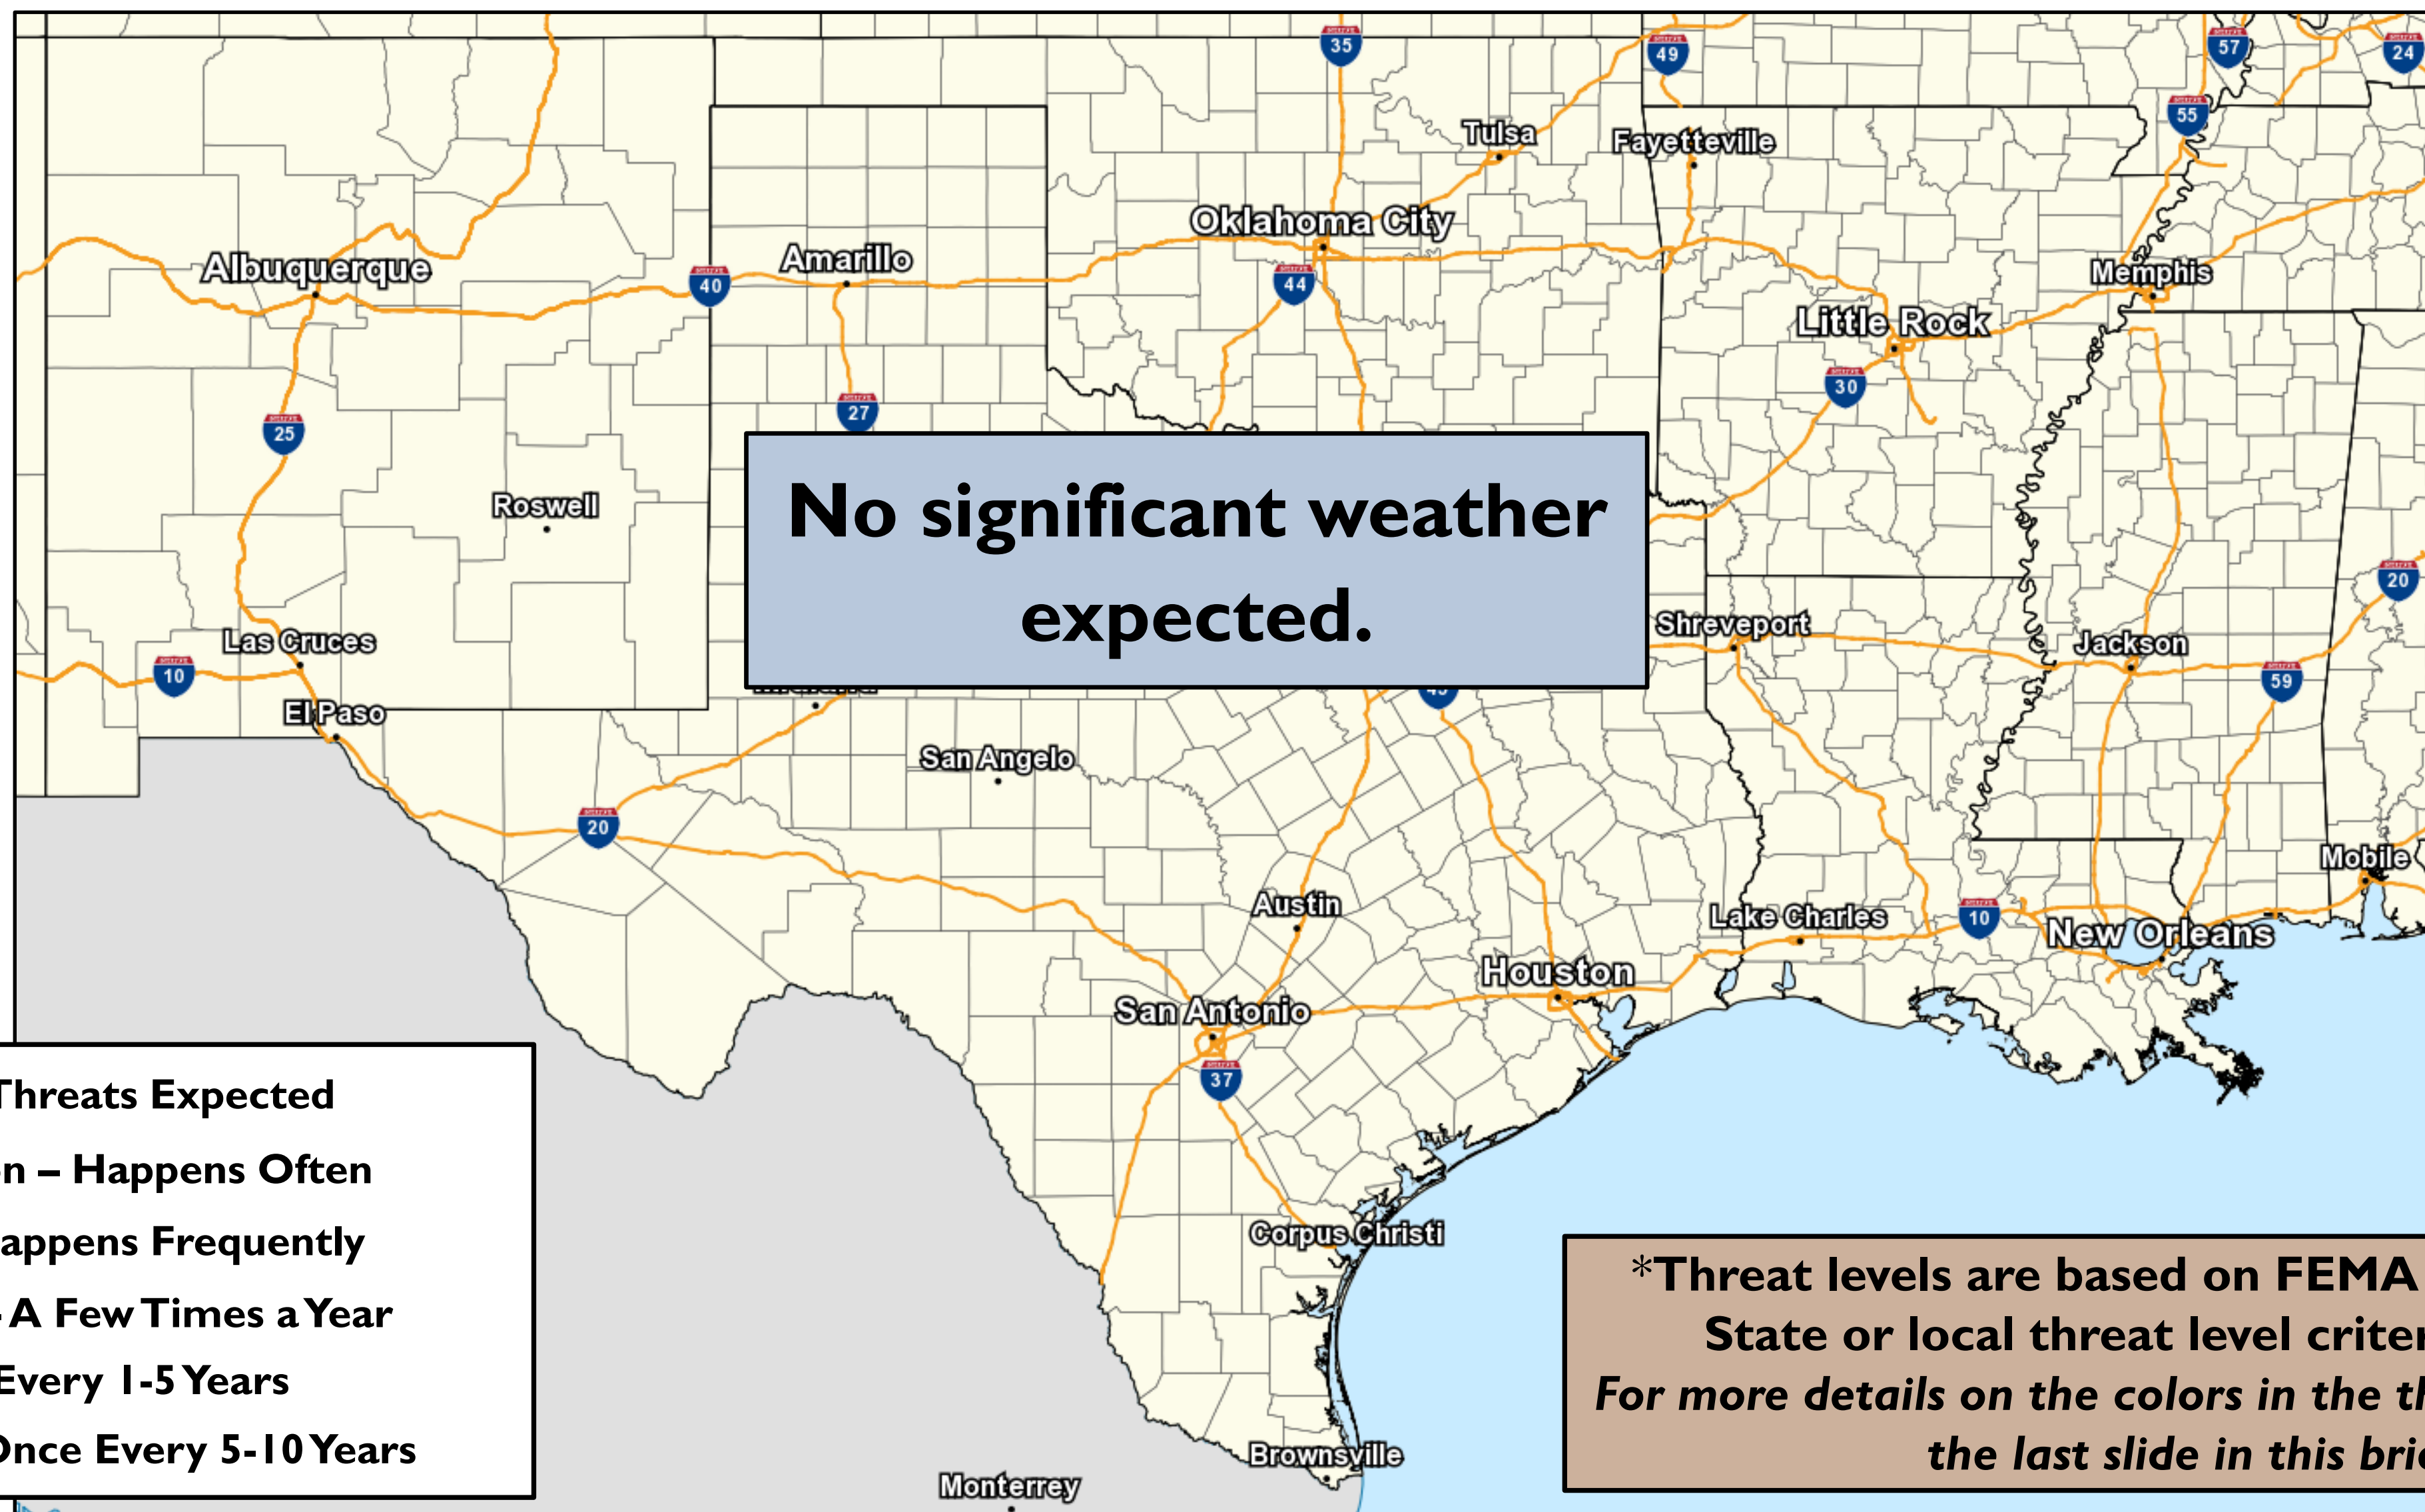 35
49
57
24
55
Tulsa
Fayetteville
Oklahoma City
Albuquerque
Amarillo
40
44
Memphis
Little Rock
30
25
27
Roswell
No significant weather
expected.
20
Shreveport
Las Cruces
Jackson
10
59
El Paso
San Angelo
20
Mobile
Austin
Lake Charles
10
New Orleans
Houston
San Antonio
37
Corpus Christi
Brownsville
Monterrey
Threats Expected
n – Happens Often
appens Frequently
- A Few Times a Year
Every 1-5 Years
Once Every 5-10 Years
*Threat levels are based on FEMA
State or local threat level criter
For more details on the colors in the th
the last slide in this brie